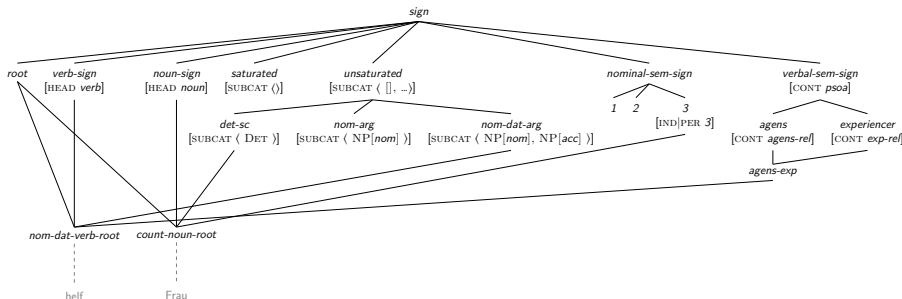 sign
root verb-sign noun-sign saturated unsaturated nominal-sem-sign verbal-sem-sign
[HEAD verb] [HEAD noun] [SUBCAT ⟨⟩] [SUBCAT ⟨ [], ...⟩] [CONT psoa]
1 2 3
[IND|PER 3]
det-sc nom-arg nom-dat-arg agens experiencer
[SUBCAT ⟨ DET ⟩] [SUBCAT ⟨ NP[nom] ⟩] [SUBCAT ⟨ NP[nom], NP[acc] ⟩] [CONT agens-rel] [CONT exp-rel]
agens-exp
nom-dat-verb-root count-noun-root
helf Frau